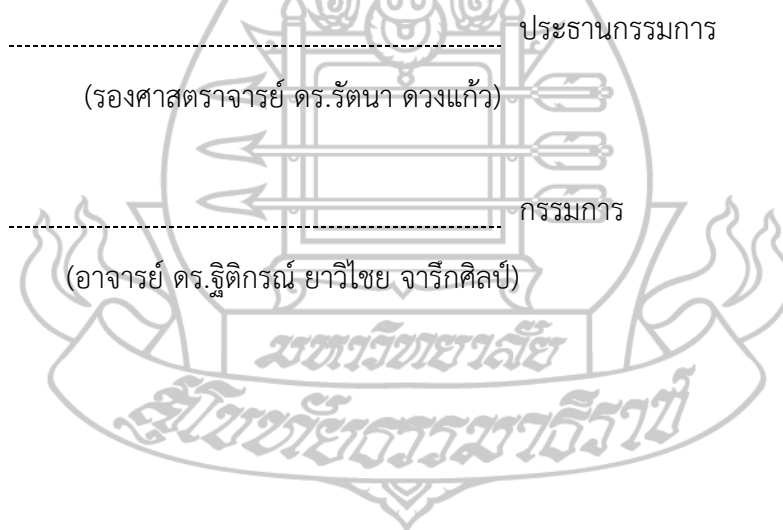 ประธานกรรมการ
(รองศาสตราจารย์ ดร.รัตนา ดวงแก้ว)
กรรมการ
(อาจารย์ ดร.ฐิติกรณ์ ยาวิไชย จารึกศิลป์)
มหาวิทยาลัย
สุโขทัยธรรมาธิราช